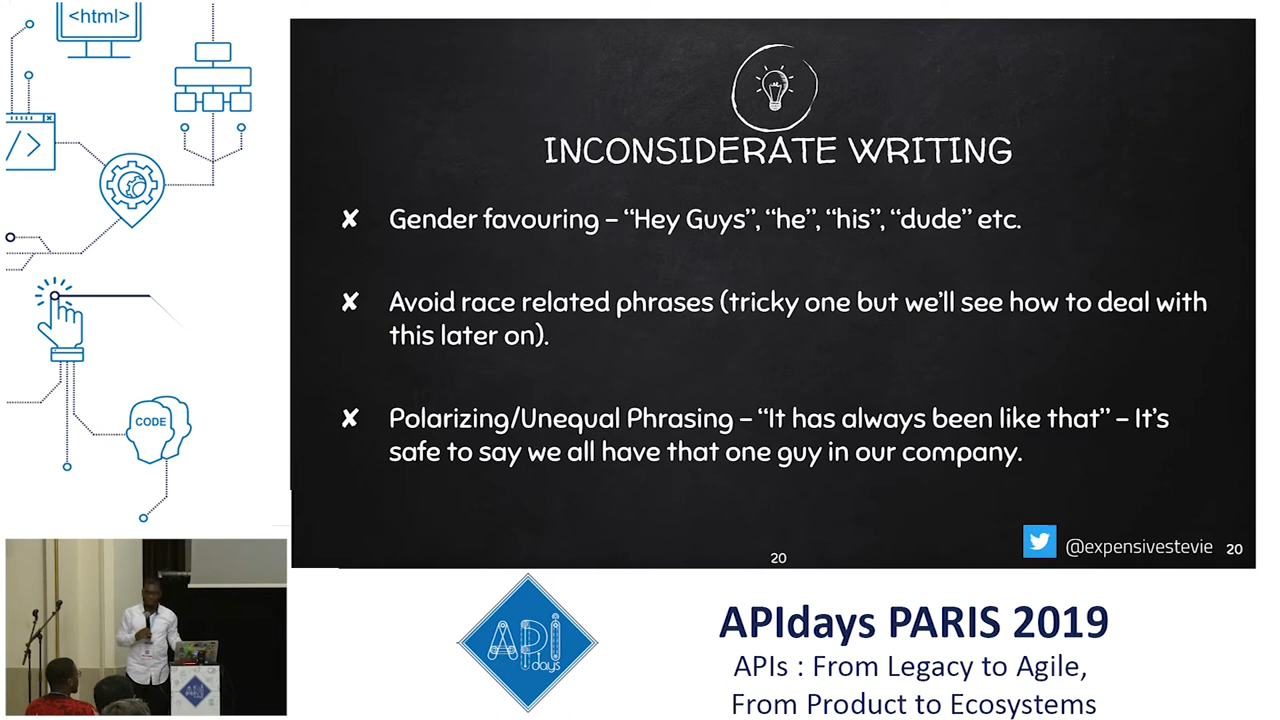 <html>
INCONSIDERATE WRITING
✘ Gender favouring – “Hey Guys”, “he”, “his”, “dude” etc.
✘ Avoid race related phrases (tricky one but we’ll see how to deal with
this later on).
✘ Polarizing/Unequal Phrasing – “It has always been like that” – It’s
safe to say we all have that one guy in our company.
</>
CODE
@expensivestevie 20
20
API
days
APIdays PARIS 2019
APIs : From Legacy to Agile,
From Product to Ecosystems